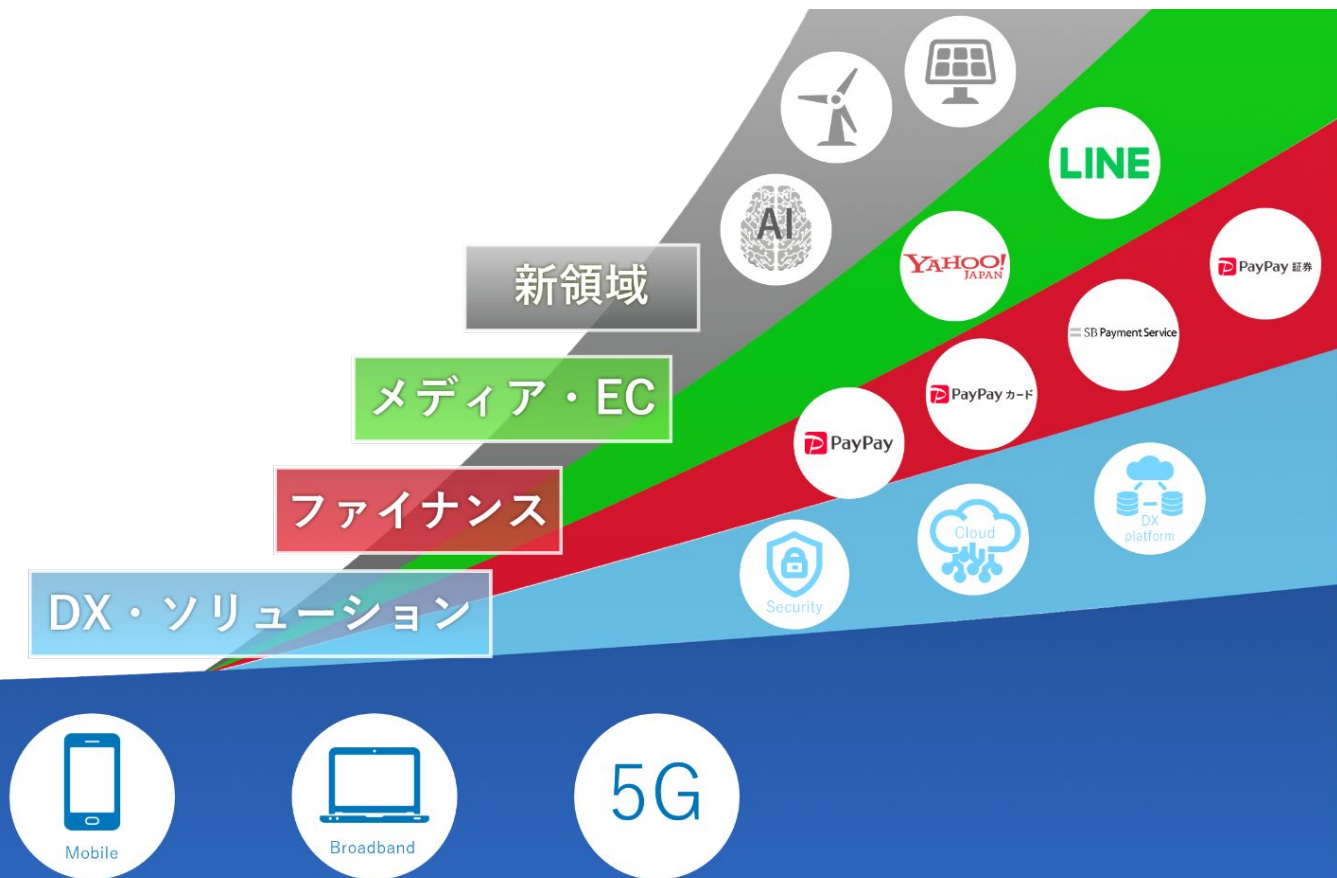 LINE
AI
新領域
YAHOO!
JAPAN
PayPay 証券
SB Payment Service
メディア・EC
PayPay カード
PayPay
ファイナンス
Cloud
DX
platform
DX・ソリューション
Security
5G
Mobile
Broadband